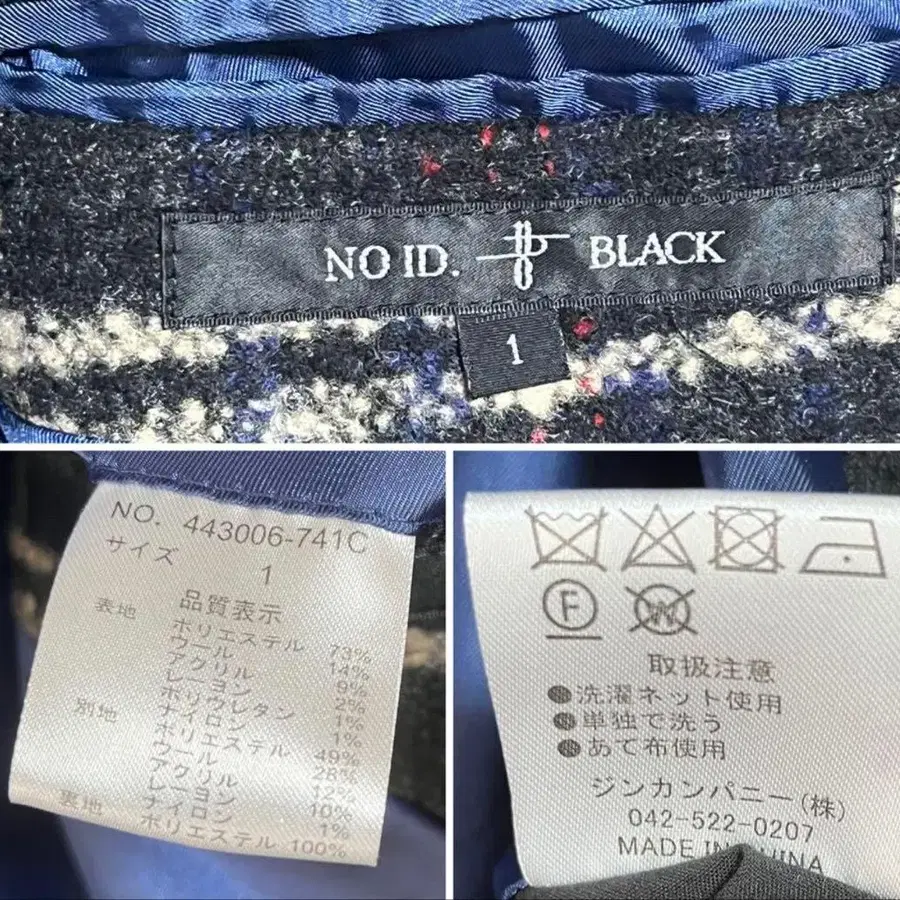 NO ID. BLACK
1
NO. 443006-741C
サイズ
1
品質表示
表地 ポリエステル 73%
ウール 14%
アクリル 9%
レーヨン 2%
ポリウレタン 1%
ナイロン 1%
別地 ポリエステル 49%
ウール 28%
アクリル 12%
レーヨン 10%
ナイロン 1%
裏地 ポリエステル 100%
F
W
取扱注意
●洗濯ネット使用
●単独で洗う
●あて布使用
ジンカンパニー(株)
042-522-0207
MADE IN CHINA